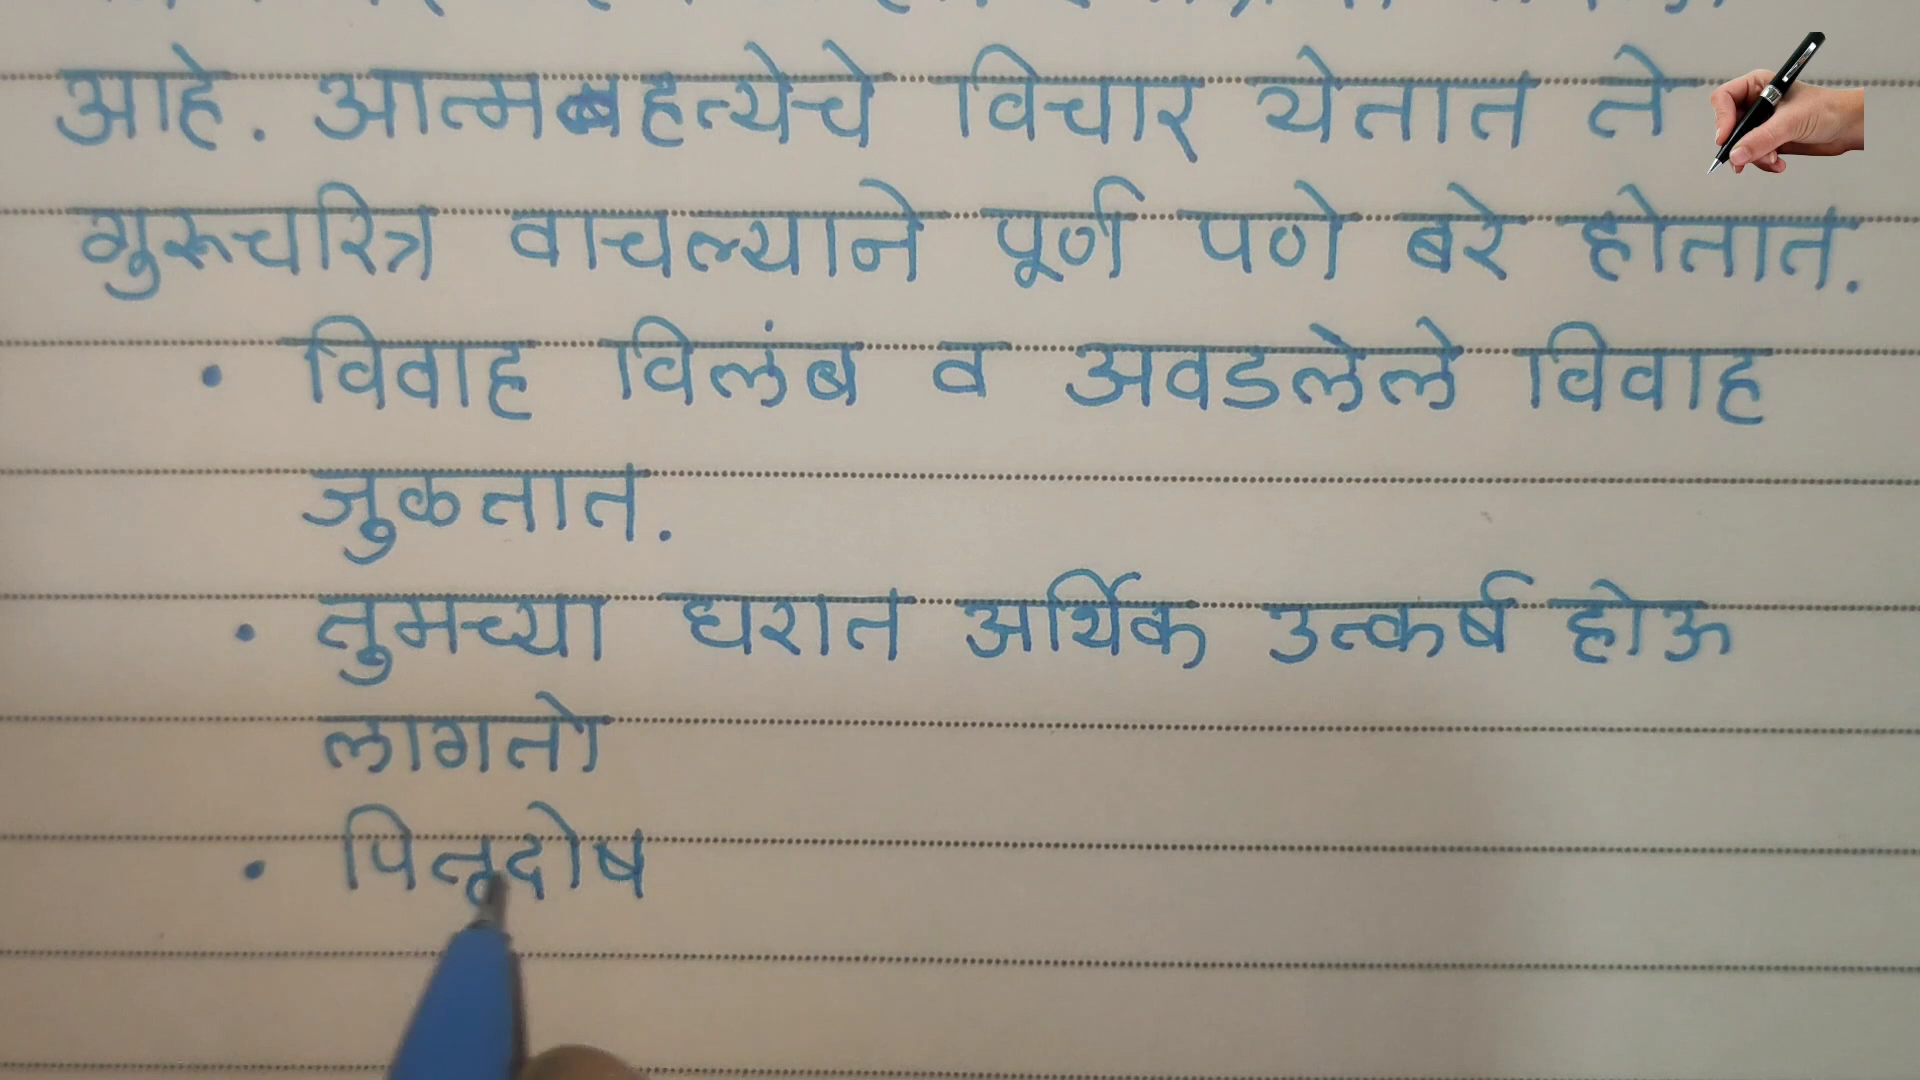 आहे. आत्महत्येचे विचार येतात ते
गुरूचरित्र वाचल्याने पूर्ण पणे बरे होतात.
• विवाह विलंब व अवडलेले विवाह
जुळतात.
• तुमच्या घरात अर्थिक उत्कर्ष होऊ
लागतो
• पितृदोष